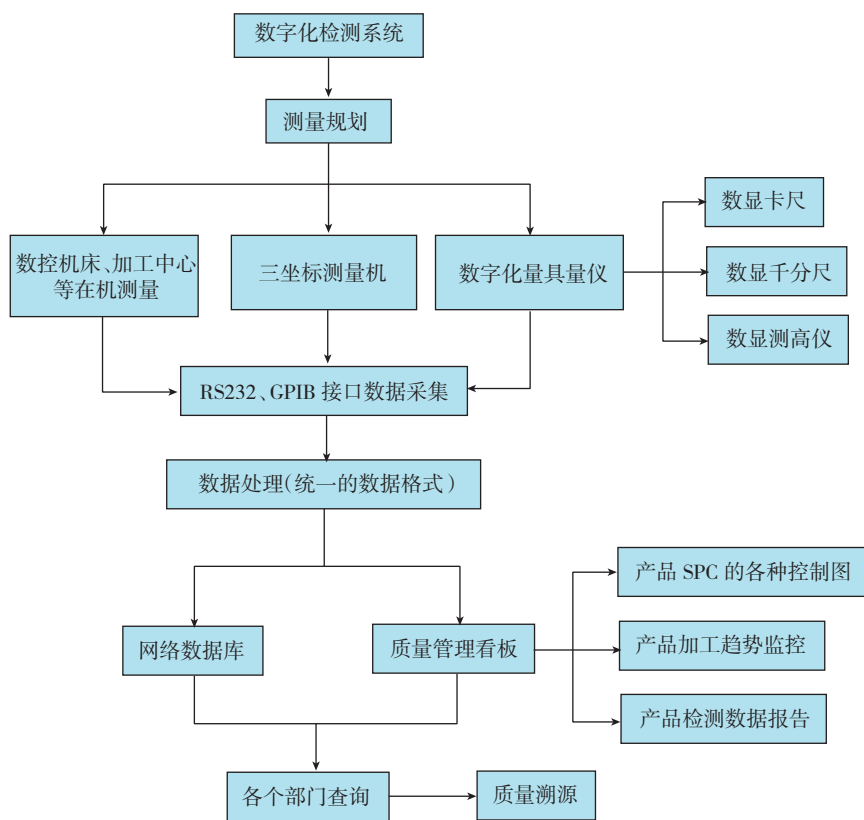 数字化检测系统
测量规划
数控机床、加工中心
等在机测量
三坐标测量机
数字化量具量仪
数显卡尺
数显千分尺
数显测高仪
RS232、GPIB 接口数据采集
数据处理(统一的数据格式)
网络数据库
质量管理看板
产品 SPC 的各种控制图
产品加工趋势监控
产品检测数据报告
各个部门查询
质量溯源